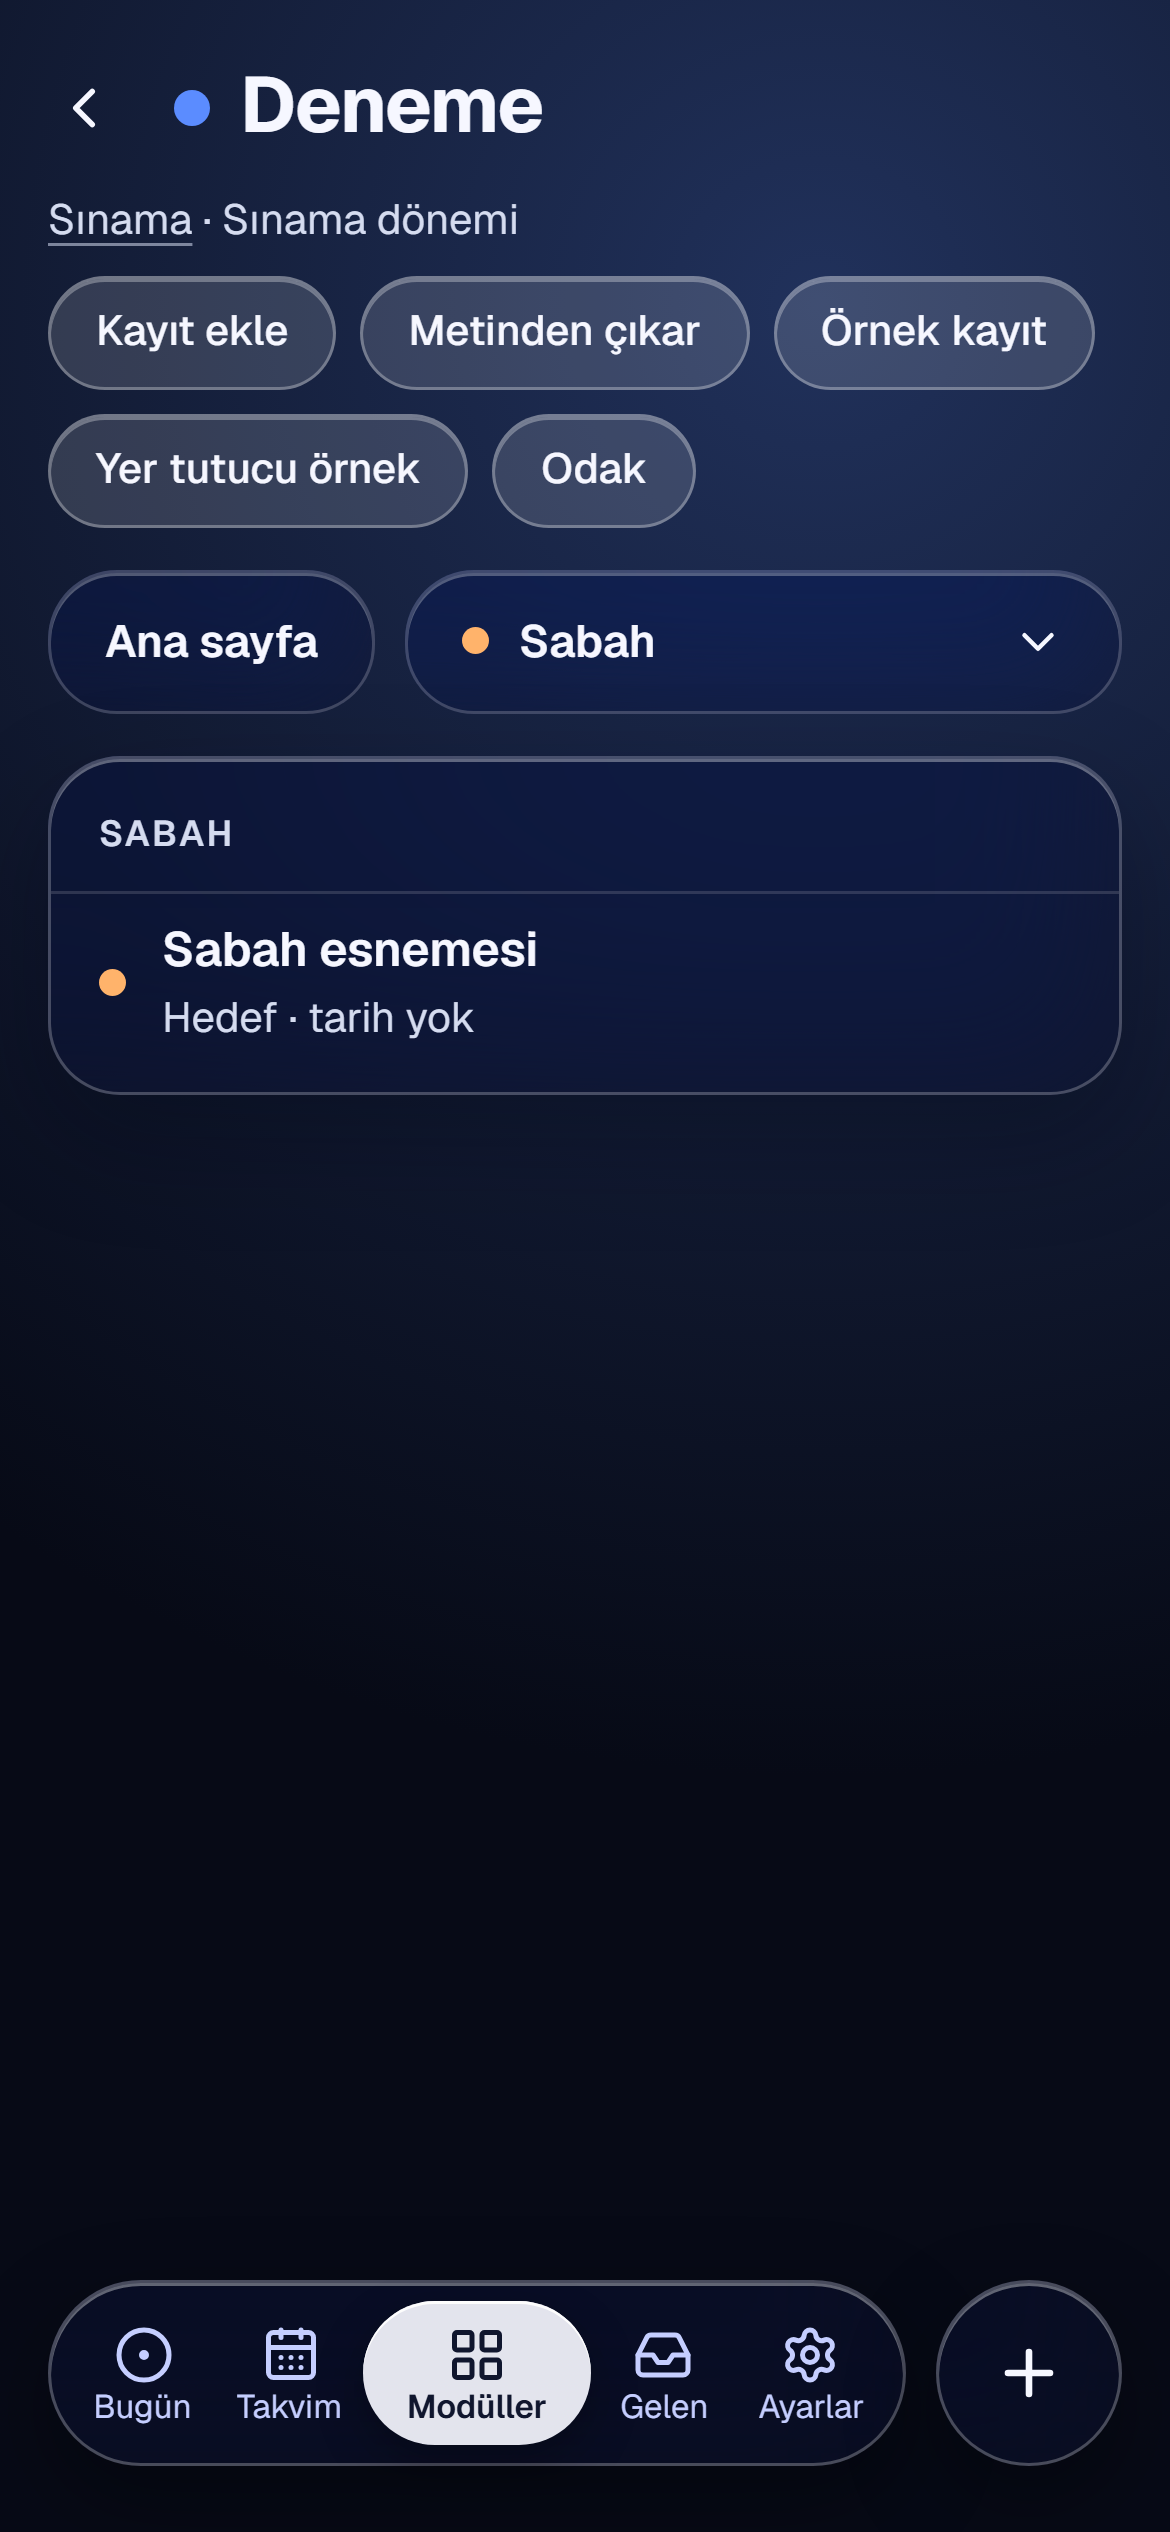 Deneme
Sınama · Sınama dönemi
Kayıt ekle
Metinden çıkar
Örnek kayıt
Yer tutucu örnek
Odak
Ana sayfa
Sabah
SABAH
Sabah esnemesi
Hedef · tarih yok
Bugün
Takvim
Modüller
Gelen
Ayarlar